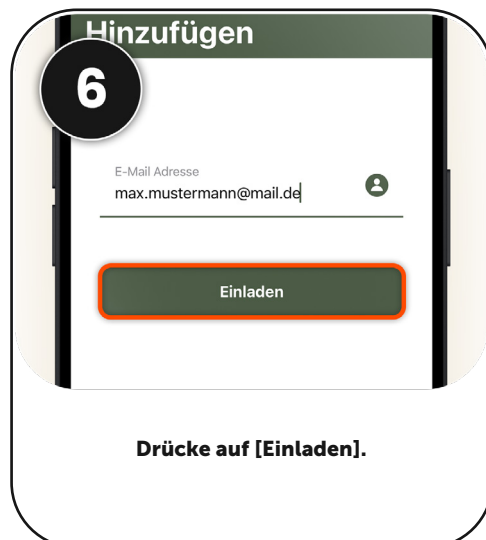 Hinzufügen
6
E-Mail Adresse
max.mustermann@mail.de
Einladen
Drücke auf [Einladen].